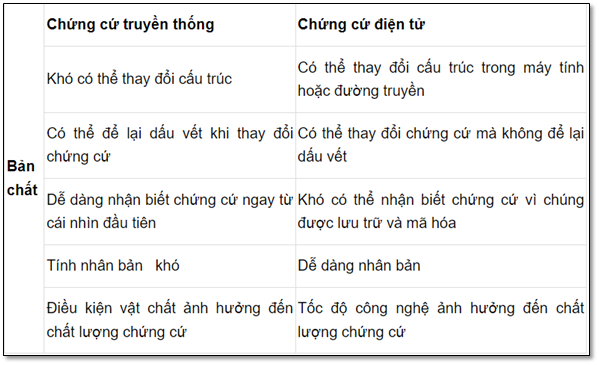 Chứng cứ truyền thống
Chứng cứ điện tử
Bản
chất
Khó có thể thay đổi cấu trúc
Có thể thay đổi cấu trúc trong máy tính
hoặc đường truyền
Có thể để lại dấu vết khi thay đổi
chứng cứ
Có thể thay đổi chứng cứ mà không để lại
dấu vết
Dễ dàng nhận biết chứng cứ ngay từ
cái nhìn đầu tiên
Khó có thể nhận biết chứng cứ vì chúng
được lưu trữ và mã hóa
Tính nhân bản khó
Dễ dàng nhân bản
Điều kiện vật chất ảnh hưởng đến
chất lượng chứng cứ
Tốc độ công nghệ ảnh hưởng đến chất
lượng chứng cứ